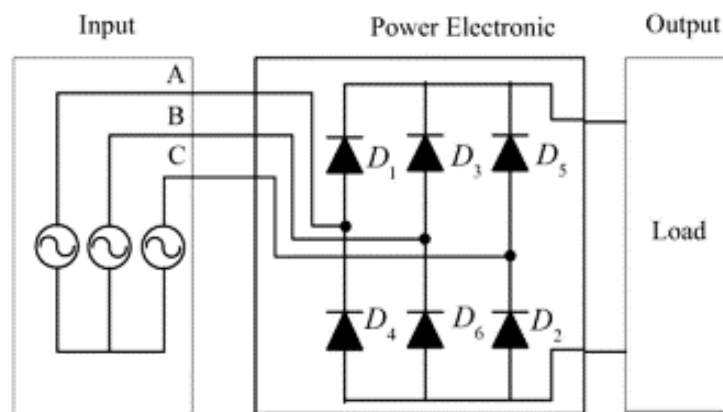 Input Power Electronic Output
A
B
C
D1 D3 D5
Load
D4 D6 D2